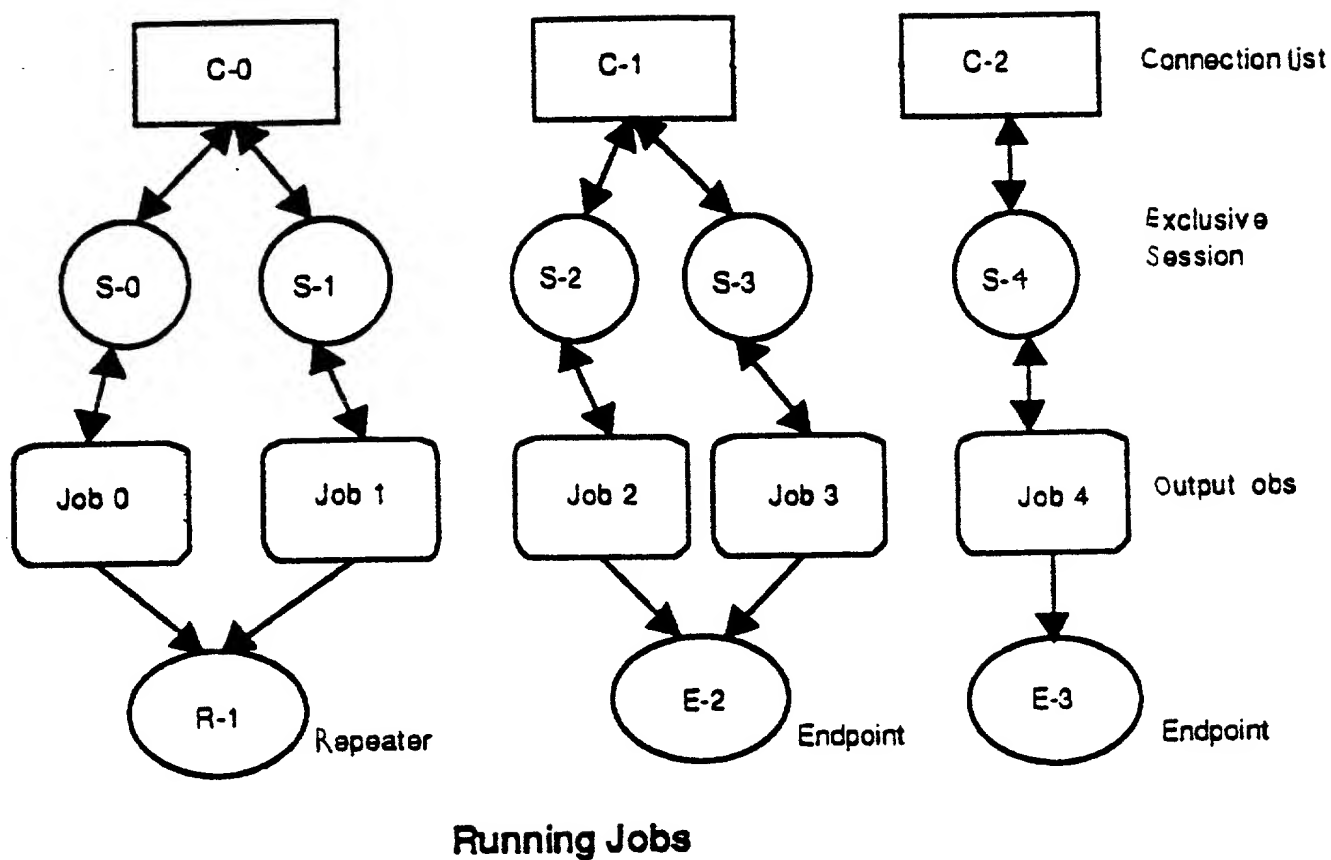 C-0
C-1
C-2
Connection List
S-0
S-1
S-2
S-3
S-4
Exclusive
Session
Job 0
Job 1
Job 2
Job 3
Job 4
Output obs
R-1
Repeater
E-2
Endpoint
E-3
Endpoint
Running Jobs